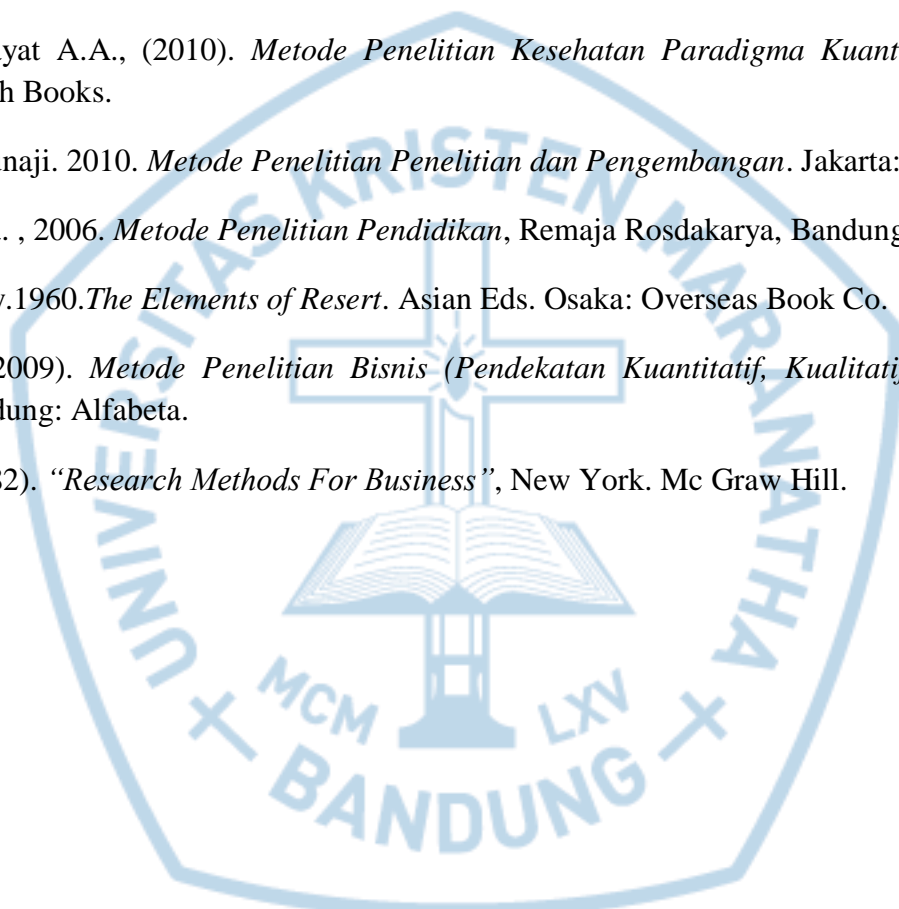 yat A.A., (2010). Metode Penelitian Kesehatan Paradigma Kuant
h Books.
naji. 2010. Metode Penelitian Penelitian dan Pengembangan. Jakarta:
. , 2006. Metode Penelitian Pendidikan, Remaja Rosdakarya, Bandung
.1960.The Elements of Resert. Asian Eds. Osaka: Overseas Book Co.
2009). Metode Penelitian Bisnis (Pendekatan Kuantitatif, Kualitatif
dung: Alfabeta.
32). “Research Methods For Business”, New York. Mc Graw Hill.
UNIVERSITAS KRISTEN MARANATHA
MCM LXV
BANDUNG